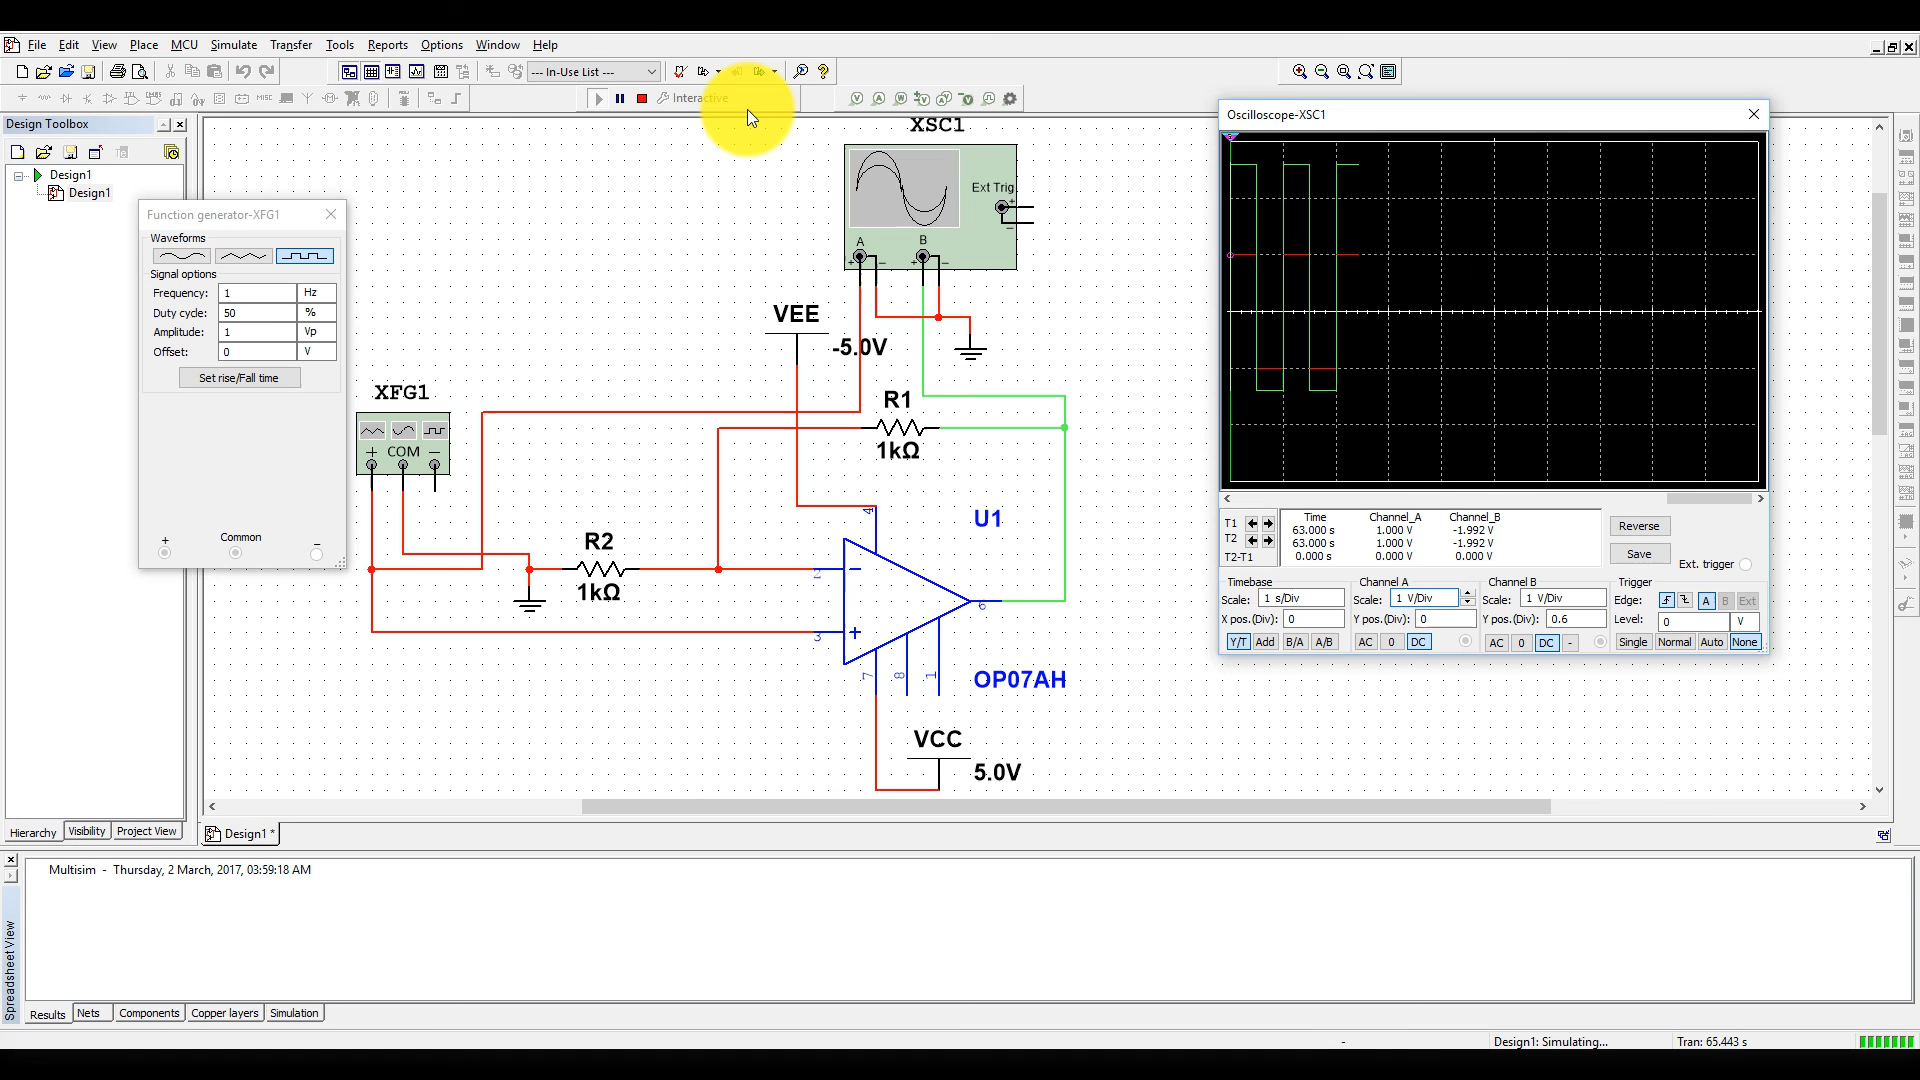 File Edit View Place MCU Simulate Transfer Tools Reports Options Window Help
--- In-Use List ---
Interactive
Design Toolbox
Design1
Design1
Function generator-XFG1
Waveforms
Signal options
Frequency: 1 Hz
Duty cycle: 50 %
Amplitude: 1 Vp
Offset: 0 V
Set rise/Fall time
+ Common −
XSC1
Ext Trig
+
−
A B
+ − + −
VEE
-5.0V
XFG1
+ COM −
R1
1kΩ
R2
1kΩ
U1
4
2
3
6
7 8 1
OP07AH
VCC
5.0V
Oscilloscope-XSC1
Time Channel_A Channel_B
T1 63.000 s 1.000 V -1.992 V
T2 63.000 s 1.000 V -1.992 V
T2-T1 0.000 s 0.000 V 0.000 V
Reverse
Save
Ext. trigger
Timebase Channel A Channel B Trigger
Scale: 1 s/Div Scale: 1 V/Div Scale: 1 V/Div Edge: A B Ext
X pos.(Div): 0 Y pos.(Div): 0 Y pos.(Div): 0.6 Level: 0 V
Y/T Add B/A A/B AC 0 DC AC 0 DC - Single Normal Auto None
Hierarchy Visibility Project View
Design1 *
Multisim - Thursday, 2 March, 2017, 03:59:18 AM
Spreadsheet View
Results Nets Components Copper layers Simulation
- Design1: Simulating... Tran: 65.443 s